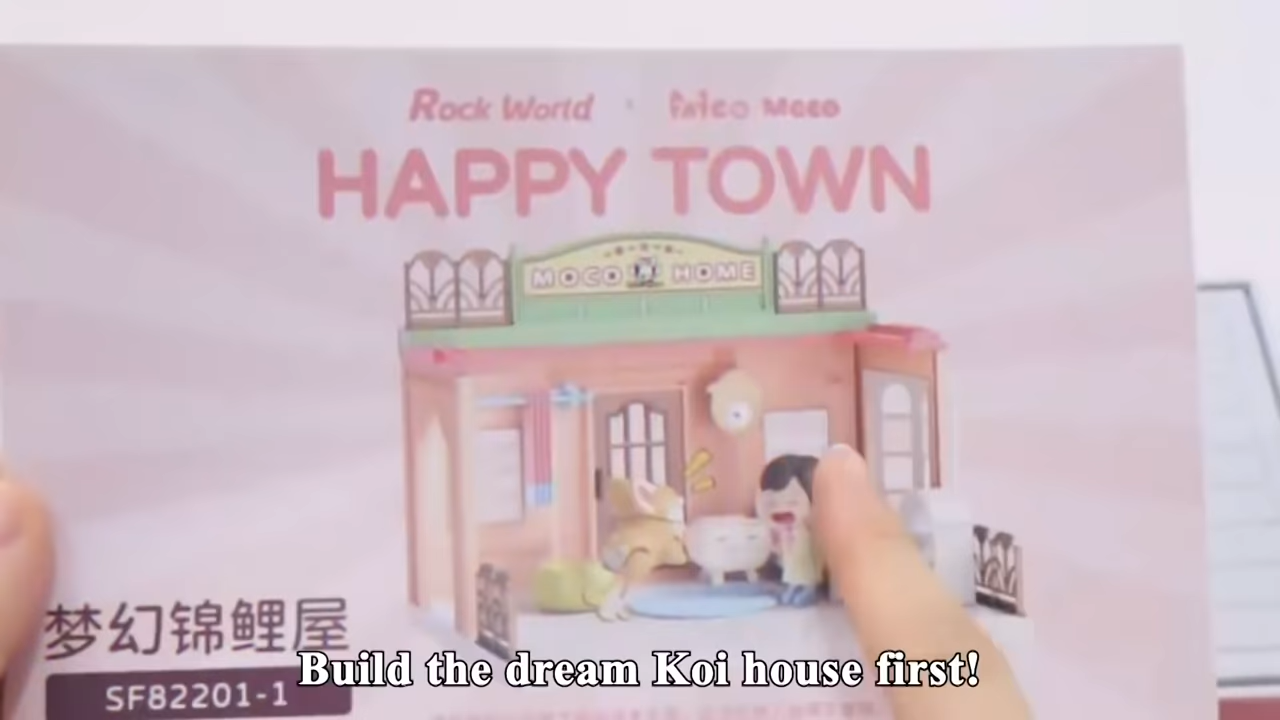 Rock World
HAPPY TOWN
MOCO HOME
梦幻锦鲤屋
SF82201-1
Build the dream Koi house first!